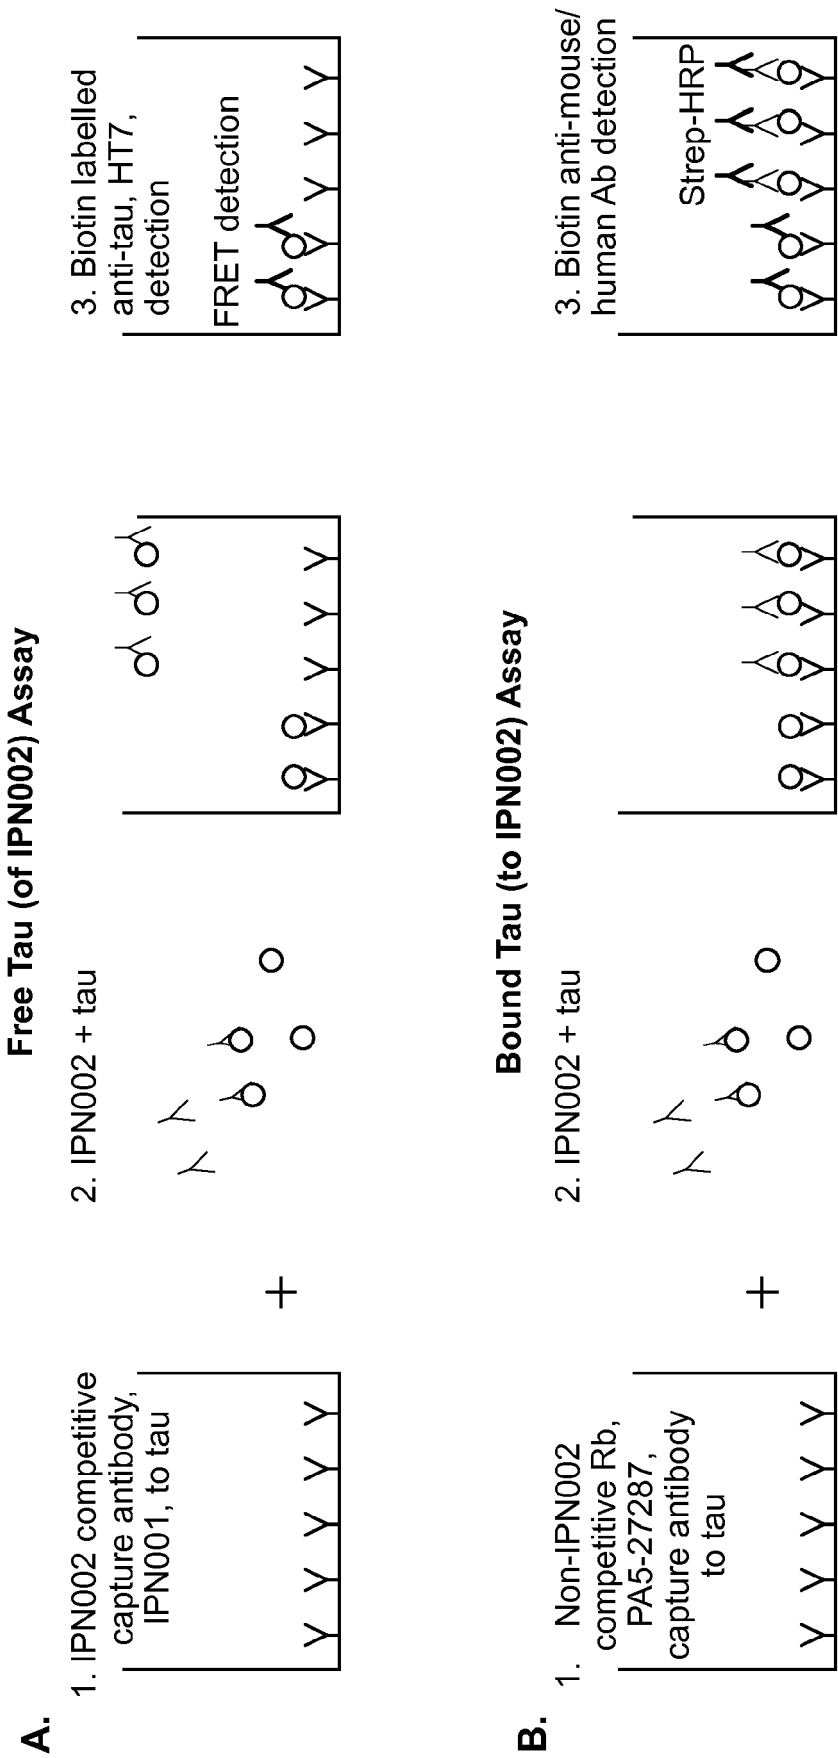 A.
Free Tau (of IPN002) Assay
1. IPN002 competitive
capture antibody,
IPN001, to tau
+
2. IPN002 + tau
3. Biotin labelled
anti-tau, HT7,
detection
FRET detection
B.
Bound Tau (to IPN002) Assay
1. Non-IPN002
competitive Rb,
PA5-27287,
capture antibody
to tau
+
2. IPN002 + tau
3. Biotin anti-mouse/
human Ab detection
Strep-HRP